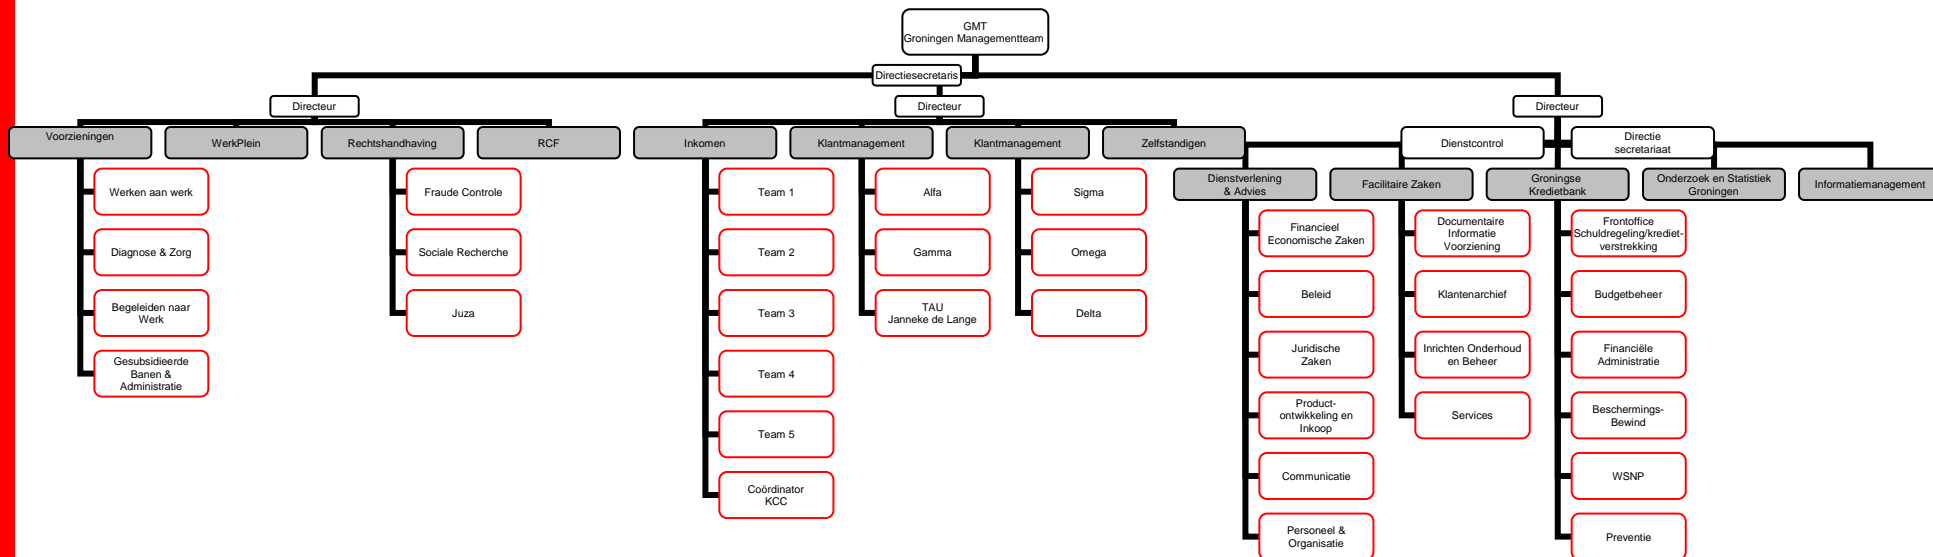 GMT
Groningen Managementteam
Directiesecretaris
Directeur
Directeur
Directeur
Voorzieningen
WerkPlein
Rechtshandhaving
RCF
Inkomen
Klantmanagement
Klantmanagement
Zelfstandigen
Dienstcontrol
Directie
secretariaat
Dienstverlening
& Advies
Facilitaire Zaken
Groningse
Kredietbank
Onderzoek en Statistiek
Groningen
Informatiemanagement
Werken aan werk
Diagnose & Zorg
Begeleiden naar
Werk
Gesubsidieerde
Banen &
Administratie
Fraude Controle
Sociale Recherche
Juza
Team 1
Team 2
Team 3
Team 4
Team 5
Coördinator
KCC
Alfa
Gamma
TAU
Janneke de Lange
Sigma
Omega
Delta
Financieel
Economische Zaken
Beleid
Juridische
Zaken
Product-
ontwikkeling en
Inkoop
Communicatie
Personeel &
Organisatie
Documentaire
Informatie
Voorziening
Klantenarchief
Inrichten Onderhoud
en Beheer
Services
Frontoffice
Schuldregeling/krediet-
verstrekking
Budgetbeheer
Financiële
Administratie
Beschermings-
Bewind
WSNP
Preventie